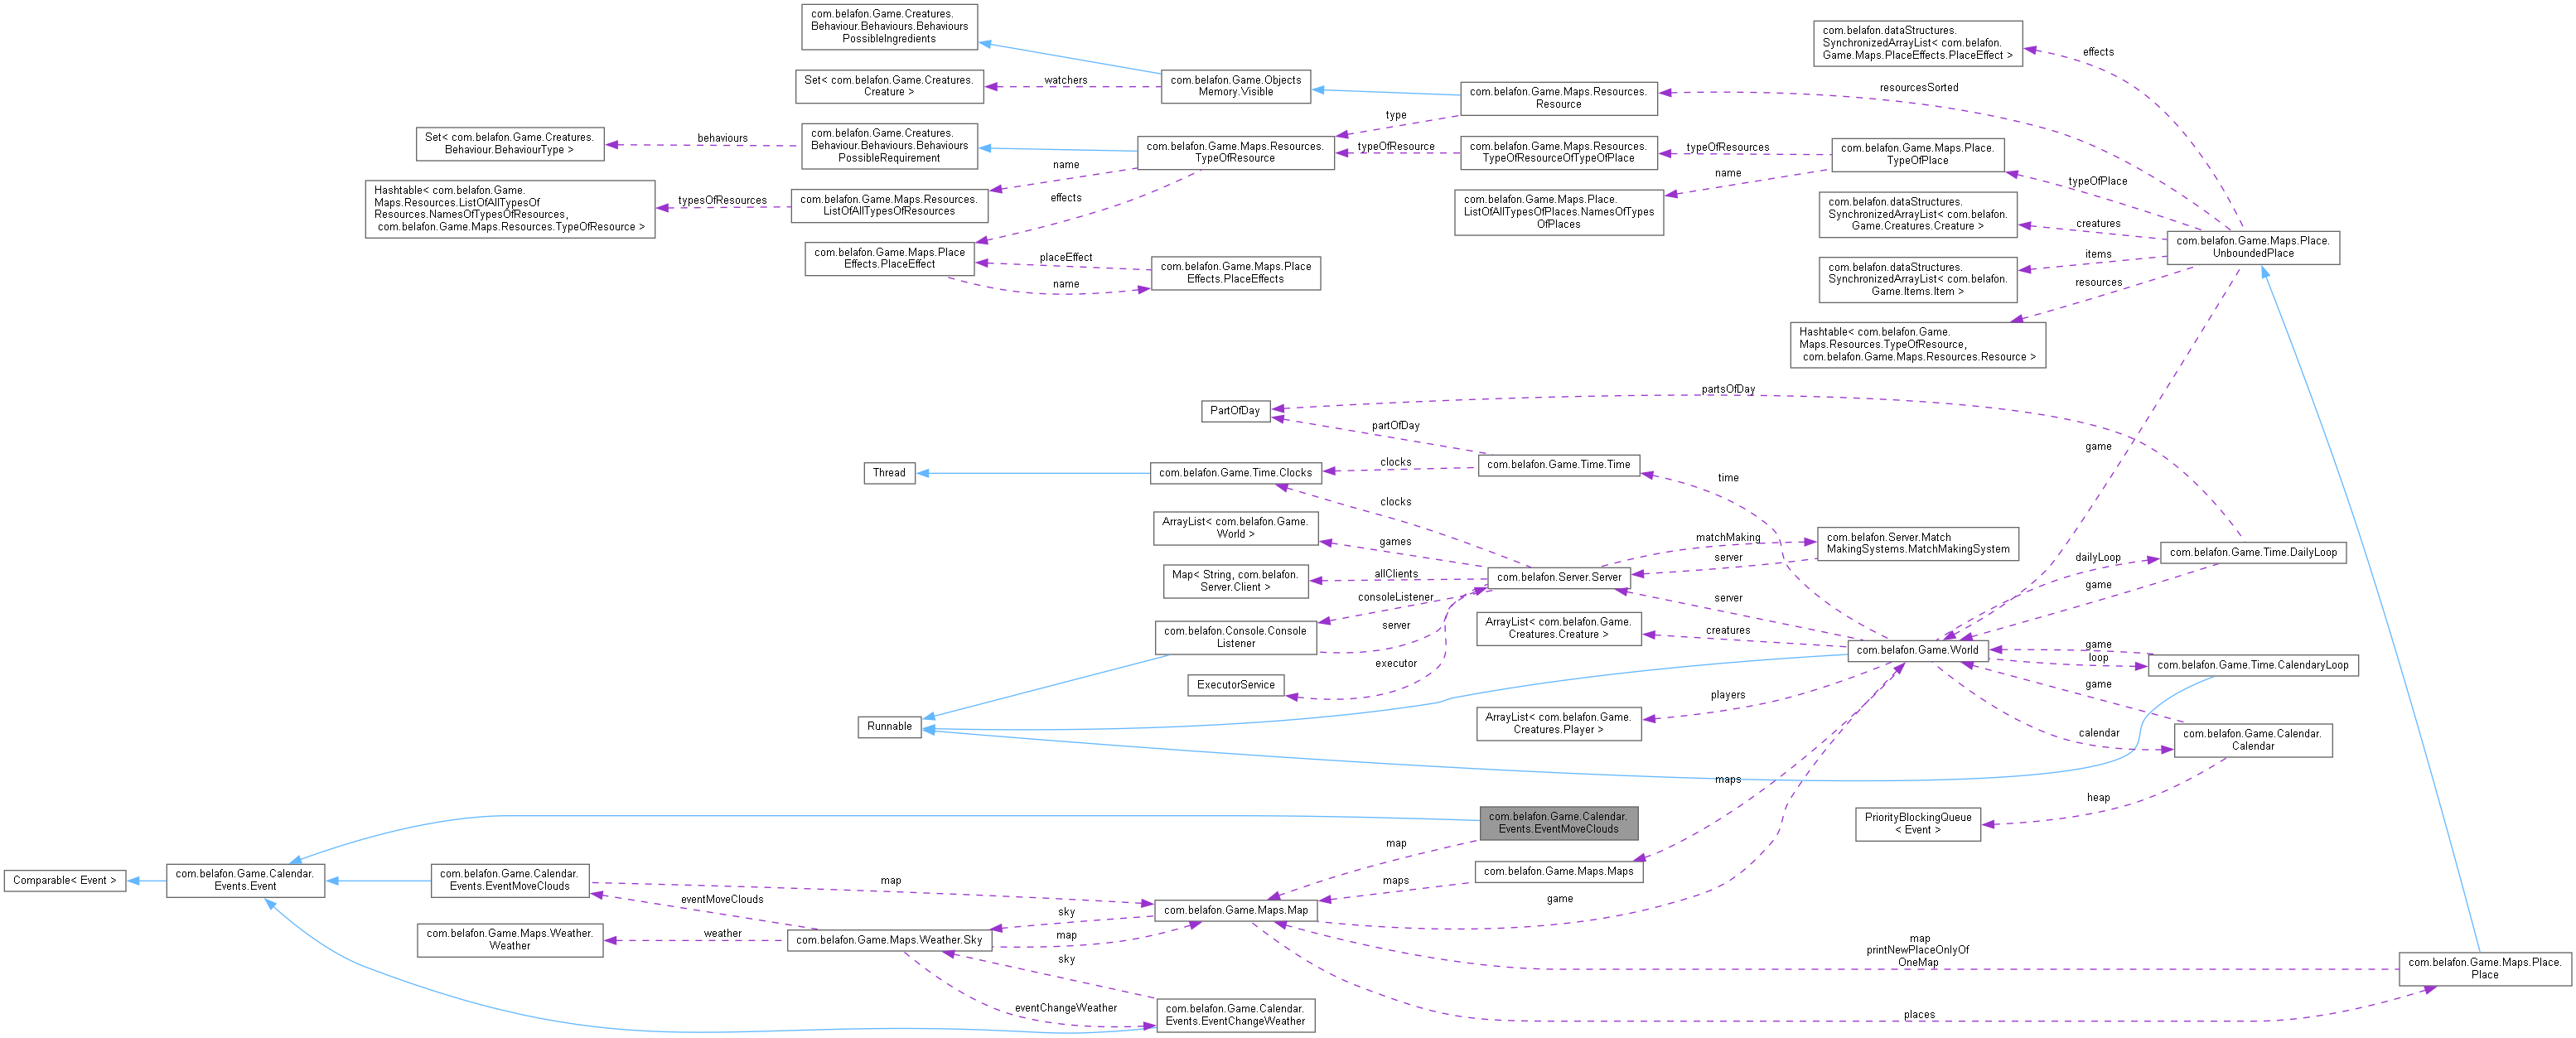 com.belafon.Game.Creatures.
Behaviour.Behaviours.Behaviours
PossibleIngredients
com.belafon.dataStructures.
SynchronizedArrayList< com.belafon.
Game.Maps.PlaceEffects.PlaceEffect >
effects
Set< com.belafon.Game.Creatures.
Creature >
watchers
com.belafon.Game.Objects
Memory.Visible
com.belafon.Game.Maps.Resources.
Resource
resourcesSorted
type
Set< com.belafon.Game.Creatures.
Behaviour.BehaviourType >
behaviours
com.belafon.Game.Creatures.
Behaviour.Behaviours.Behaviours
PossibleRequirement
com.belafon.Game.Maps.Resources.
TypeOfResource
typeOfResource
com.belafon.Game.Maps.Resources.
TypeOfResourceOfTypeOfPlace
typeOfResources
com.belafon.Game.Maps.Place.
TypeOfPlace
typeOfPlace
name
name
Hashtable< com.belafon.Game.
Maps.Resources.ListOfAllTypesOf
Resources.NamesOfTypesOfResources,
com.belafon.Game.Maps.Resources.TypeOfResource >
typesOfResources
com.belafon.Game.Maps.Resources.
ListOfAllTypesOfResources
effects
com.belafon.Game.Maps.Place.
ListOfAllTypesOfPlaces.NamesOfTypes
OfPlaces
com.belafon.dataStructures.
SynchronizedArrayList< com.belafon.
Game.Creatures.Creature >
creatures
com.belafon.Game.Maps.Place.
UnboundedPlace
com.belafon.Game.Maps.Place
Effects.PlaceEffect
placeEffect
name
com.belafon.Game.Maps.Place
Effects.PlaceEffects
com.belafon.dataStructures.
SynchronizedArrayList< com.belafon.
Game.Items.Item >
items
resources
Hashtable< com.belafon.Game.
Maps.Resources.TypeOfResource,
com.belafon.Game.Maps.Resources.Resource >
partsOfDay
PartOfDay
partOfDay
game
Thread
com.belafon.Game.Time.Clocks
clocks
com.belafon.Game.Time.Time
time
clocks
ArrayList< com.belafon.Game.
World >
games
matchMaking
server
com.belafon.Server.Match
MakingSystems.MatchMakingSystem
dailyLoop
com.belafon.Game.Time.DailyLoop
Map< String, com.belafon.
Server.Client >
allClients
com.belafon.Server.Server
game
consoleListener
server
com.belafon.Console.Console
Listener
server
ArrayList< com.belafon.Game.
Creatures.Creature >
creatures
com.belafon.Game.World
game
loop
com.belafon.Game.Time.CalendaryLoop
executor
ExecutorService
game
players
Runnable
ArrayList< com.belafon.Game.
Creatures.Player >
calendar
com.belafon.Game.Calendar.
Calendar
maps
heap
com.belafon.Game.Calendar.
Events.EventMoveClouds
PriorityBlockingQueue
< Event >
map
com.belafon.Game.Maps.Maps
maps
Comparable< Event >
com.belafon.Game.Calendar.
Events.Event
com.belafon.Game.Calendar.
Events.EventMoveClouds
map
eventMoveClouds
sky
com.belafon.Game.Maps.Map
game
com.belafon.Game.Maps.Weather.
Weather
weather
com.belafon.Game.Maps.Weather.Sky
map
sky
map
printNewPlaceOnlyOf
OneMap
com.belafon.Game.Maps.Place.
Place
eventChangeWeather
com.belafon.Game.Calendar.
Events.EventChangeWeather
places